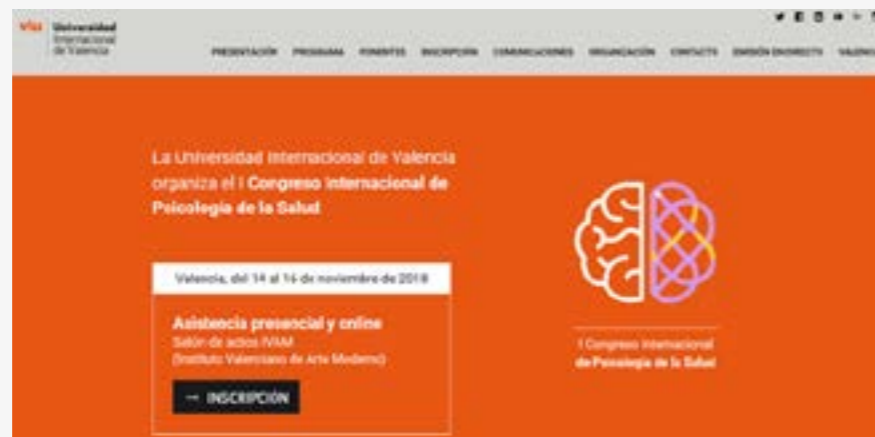 viu Universidad
Internacional
de Valencia
PRESENTACIÓN PROGRAMA PONENTES INSCRIPCIÓN COMUNICACIONES ORGANIZACIÓN CONTACTO EMISIÓN EN DIRECTO VALENCIA
La Universidad Internacional de Valencia
organiza el I Congreso Internacional de
Psicología de la Salud
Valencia, del 14 al 16 de noviembre de 2018
Asistencia presencial y online
Salón de actos IVAM
(Instituto Valenciano de Arte Moderno)
→ INSCRIPCIÓN
I Congreso Internacional
de Psicología de la Salud